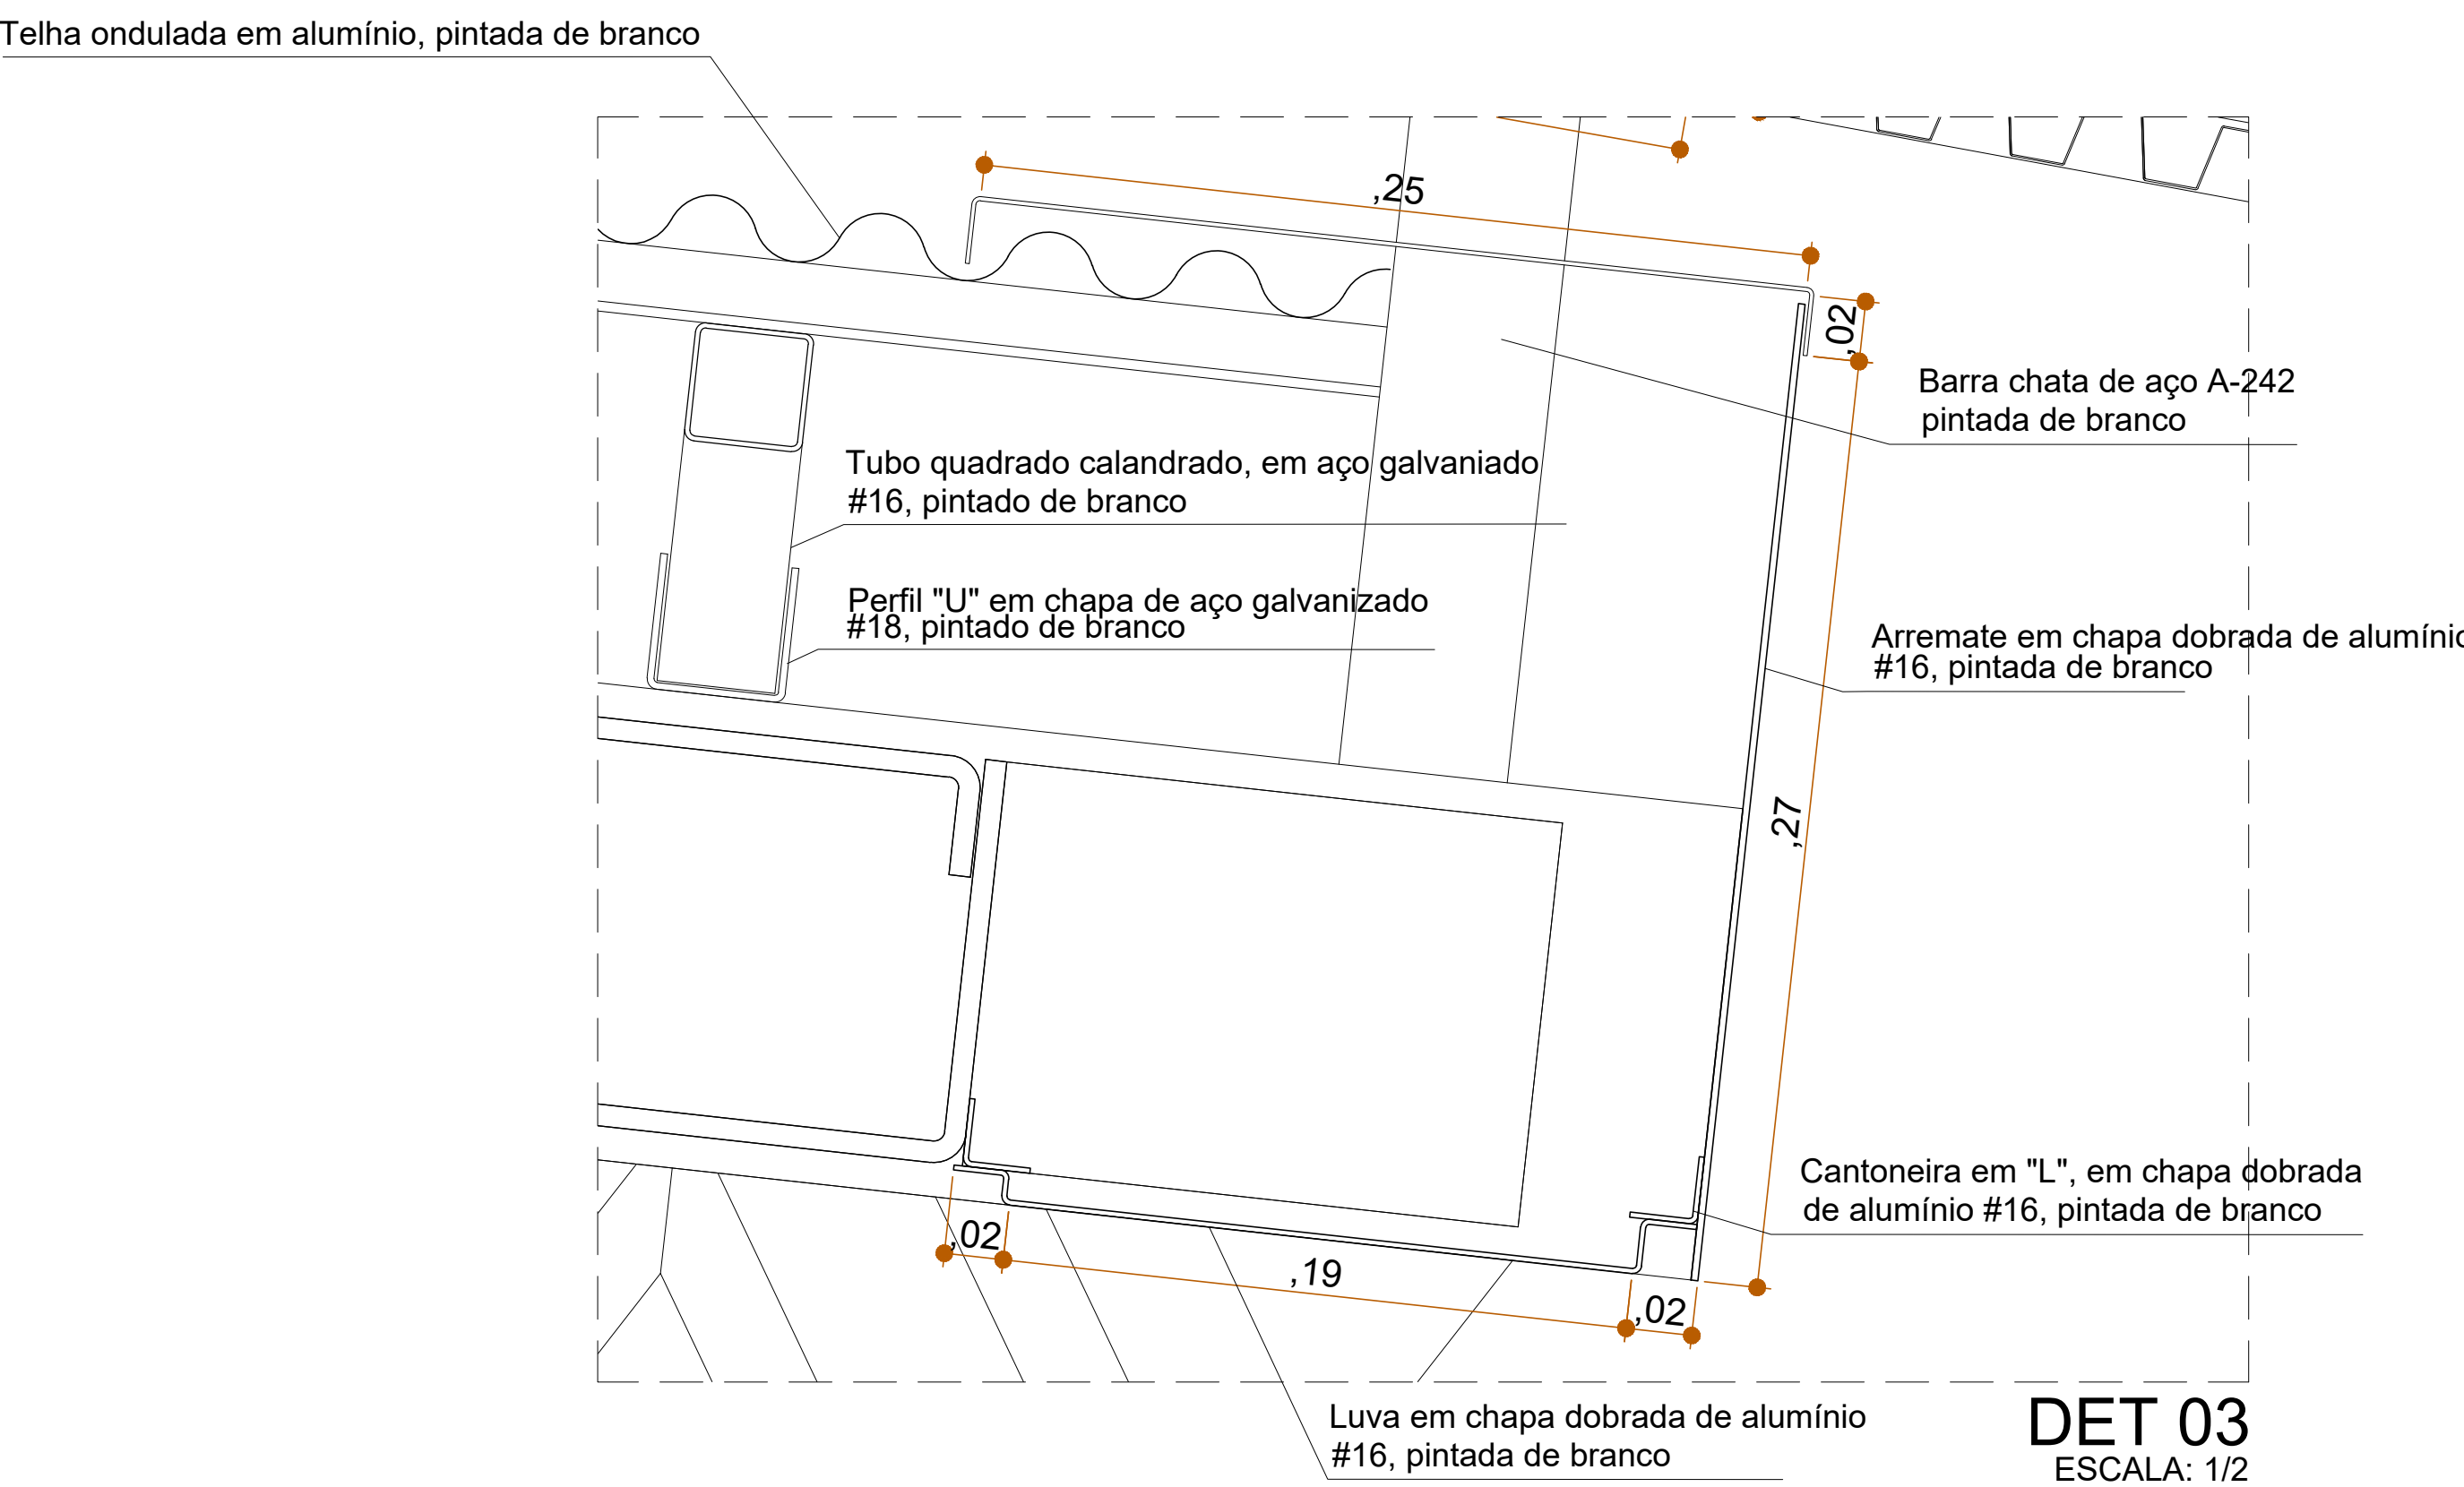 Telha ondulada em alumínio, pintada de branco
,25
,02
Barra chata de aço A-242
pintada de branco
Tubo quadrado calandrado, em aço galvaniado
#16, pintado de branco
Perfil "U" em chapa de aço galvanizado
#18, pintado de branco
Arremate em chapa dobrada de alumínio
#16, pintada de branco
,27
Cantoneira em "L", em chapa dobrada
de alumínio #16, pintada de branco
,02
,19
,02
Luva em chapa dobrada de alumínio
#16, pintada de branco
DET 03
ESCALA: 1/2